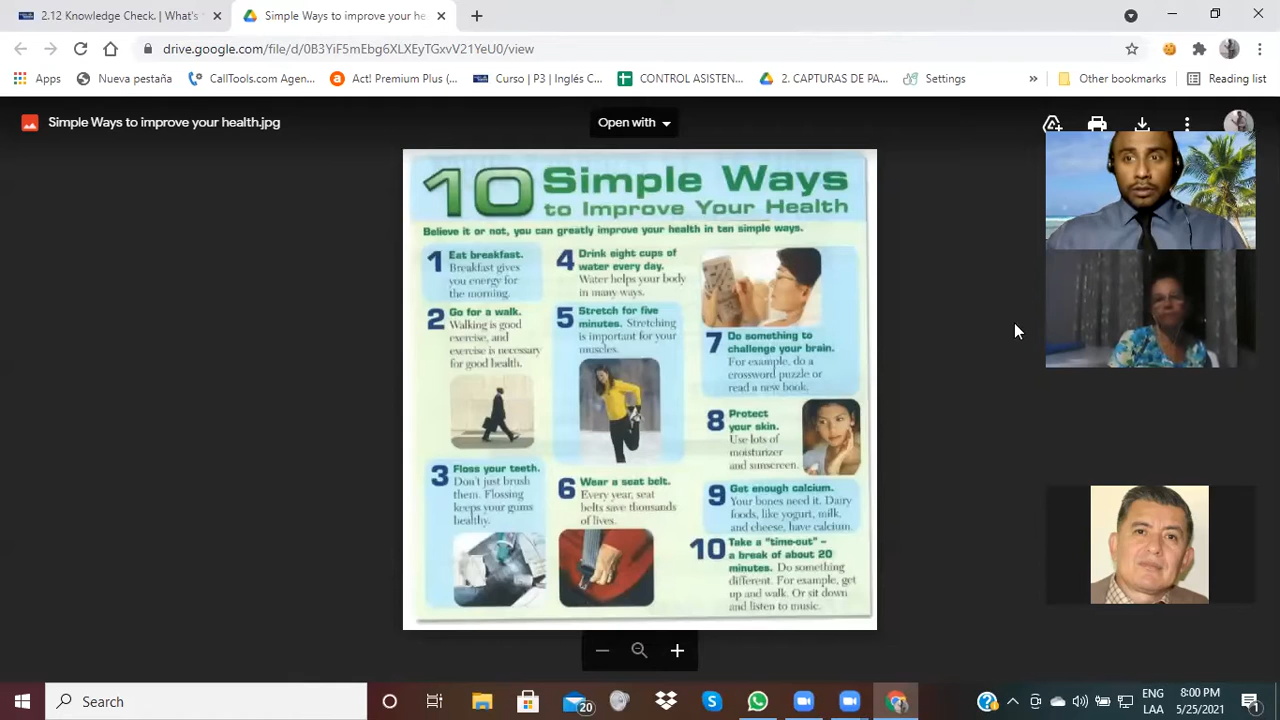 2.12 Knowledge Check. | What's
Simple Ways to improve your he
drive.google.com/file/d/0B3YiF5mEbg6XLXEyTGxvV21YeU0/view
Apps
Nueva pestaña
CallTools.com Agen...
Act! Premium Plus (...
Curso | P3 | Inglés C...
CONTROL ASISTEN...
2. CAPTURAS DE PA...
Settings
»
Other bookmarks
Reading list
Simple Ways to improve your health.jpg
Open with
10 Simple Ways
to Improve Your Health
Believe it or not, you can greatly improve your health in ten simple ways.
1 Eat breakfast.
Breakfast gives
you energy for
the morning.
2 Go for a walk.
Walking is good
exercise, and
exercise is necessary
for good health.
3 Floss your teeth.
Don't just brush
them. Flossing
keeps your gums
healthy.
4 Drink eight cups of
water every day.
Water helps your body
in many ways.
5 Stretch for five
minutes. Stretching
is important for your
muscles.
6 Wear a seat belt.
Every year, seat
belts save thousands
of lives.
7 Do something to
challenge your brain.
For example, do a
crossword puzzle or
read a new book.
8 Protect
your skin.
Use lots of
moisturizer
and sunscreen.
9 Get enough calcium.
Your bones need it. Dairy
foods, like yogurt, milk,
and cheese, have calcium.
10 Take a "time-out" –
a break of about 20
minutes. Do something
different. For example, get
up and walk. Or sit down
and listen to music.
Search
20
ENG
LAA
8:00 PM
5/25/2021
1